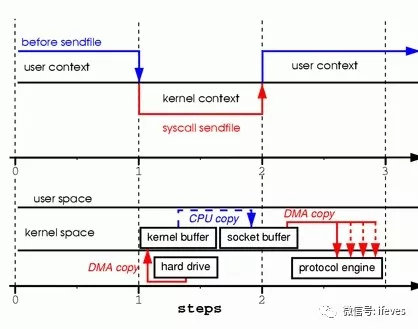 before sendfile
user context
user context
kernel context
syscall sendfile
0
1
2
3
user space
CPU copy
DMA copy
kernel space
kernel buffer
socket buffer
DMA copy
hard drive
protocol engine
0
1
2
3
steps
微信号: ifeves